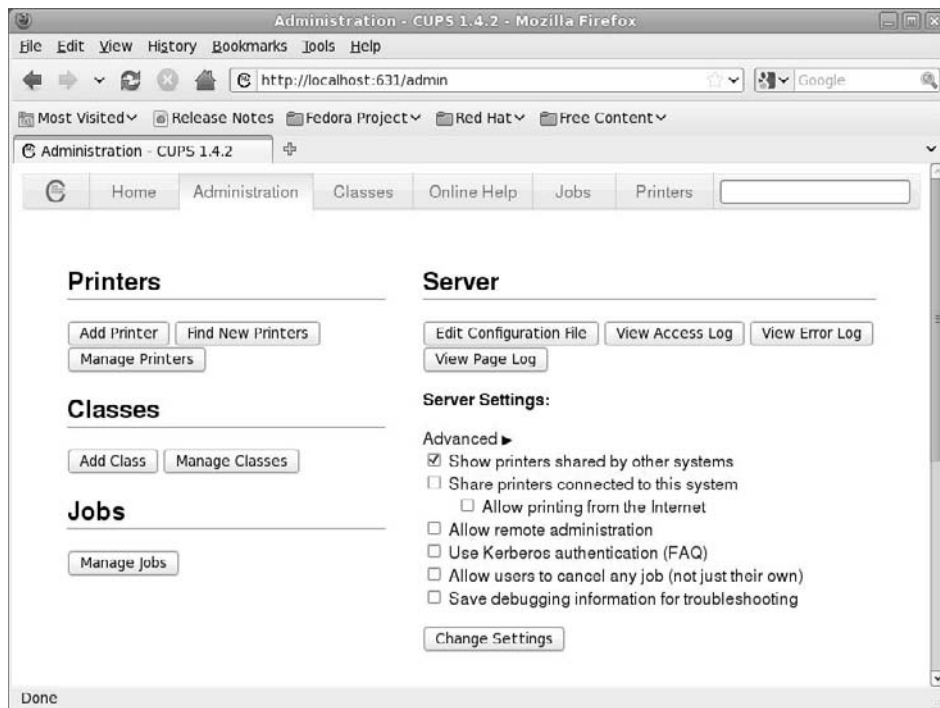 Administration - CUPS 1.4.2 - Mozilla Firefox
File Edit View History Bookmarks Tools Help
http://localhost:631/admin
Google
Most Visited Release Notes Fedora Project Red Hat Free Content
Administration - CUPS 1.4.2
Home Administration Classes Online Help Jobs Printers
Printers
Add Printer Find New Printers
Manage Printers
Classes
Add Class Manage Classes
Jobs
Manage Jobs
Server
Edit Configuration File View Access Log View Error Log
View Page Log
Server Settings:
Advanced
Show printers shared by other systems
Share printers connected to this system
Allow printing from the Internet
Allow remote administration
Use Kerberos authentication (FAQ)
Allow users to cancel any job (not just their own)
Save debugging information for troubleshooting
Change Settings
Done